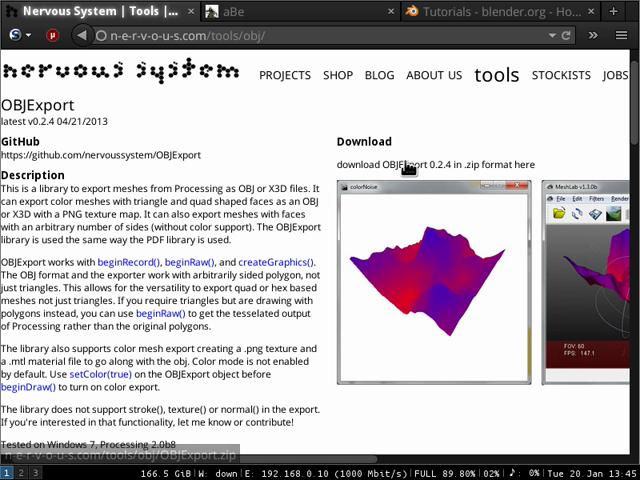 Nervous System | Tools |...
aBe
Tutorials - blender.org - Ho...
n-e-r-v-o-u-s.com/tools/obj/
nervous system
PROJECTS SHOP BLOG ABOUT US tools STOCKISTS JOBS
OBJExport
latest v0.2.4 04/21/2013
GitHub
https://github.com/nervoussystem/OBJExport
Description
This is a library to export meshes from Processing as OBJ or X3D files. It
can export color meshes with triangle and quad shaped faces as an OBJ
or X3D with a PNG texture map. It can also export meshes with faces
with an arbitrary number of sides (without color support). The OBJExport
library is used the same way the PDF library is used.
OBJExport works with beginRecord(), beginRaw(), and createGraphics().
The OBJ format and the exporter work with arbitrarily sided polygon, not
just triangles. This allows for the versatility to export quad or hex based
meshes not just triangles. If you require triangles but are drawing with
polygons instead, you can use beginRaw() to get the tesselated output
of Processing rather than the original polygons.
The library also supports color mesh export creating a .png texture and
a .mtl material file to go along with the obj. Color mode is not enabled
by default. Use setColor(true) on the OBJExport object before
beginDraw() to turn on color export.
The library does not support stroke(), texture() or normal() in the export.
If you're interested in that functionality, let me know or contribute!
Tested on Windows 7, Processing 2.0b8
Download
download OBJExport 0.2.4 in .zip format here
colorNoise
MeshLab v1.3.0b
File Edit Filters
FOV: 60
FPS: 147.1
n-e-r-v-o-u-s.com/tools/obj/OBJExport.zip
1 2 3
166.5 GiB|W: down|E: 192.168.0.10 (1000 Mbit/s)|FULL 89.80%|02%|♪: 0%|Tue 20.Jan 13:45